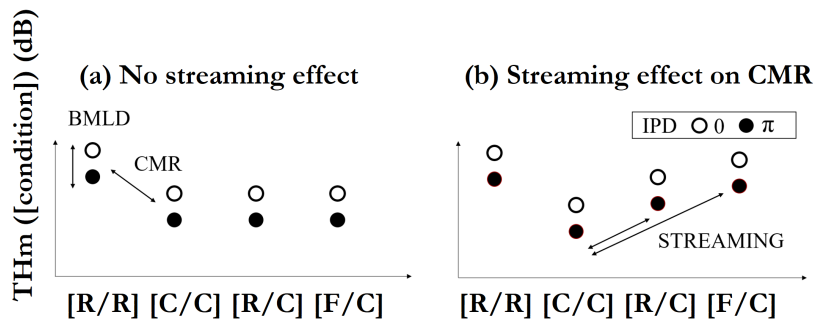 THm ([condition]) (dB)
(a) No streaming effect
BMLD
CMR
[R/R] [C/C] [R/C] [F/C]
(b) Streaming effect on CMR
IPD 0 π
STREAMING
[R/R] [C/C] [R/C] [F/C]